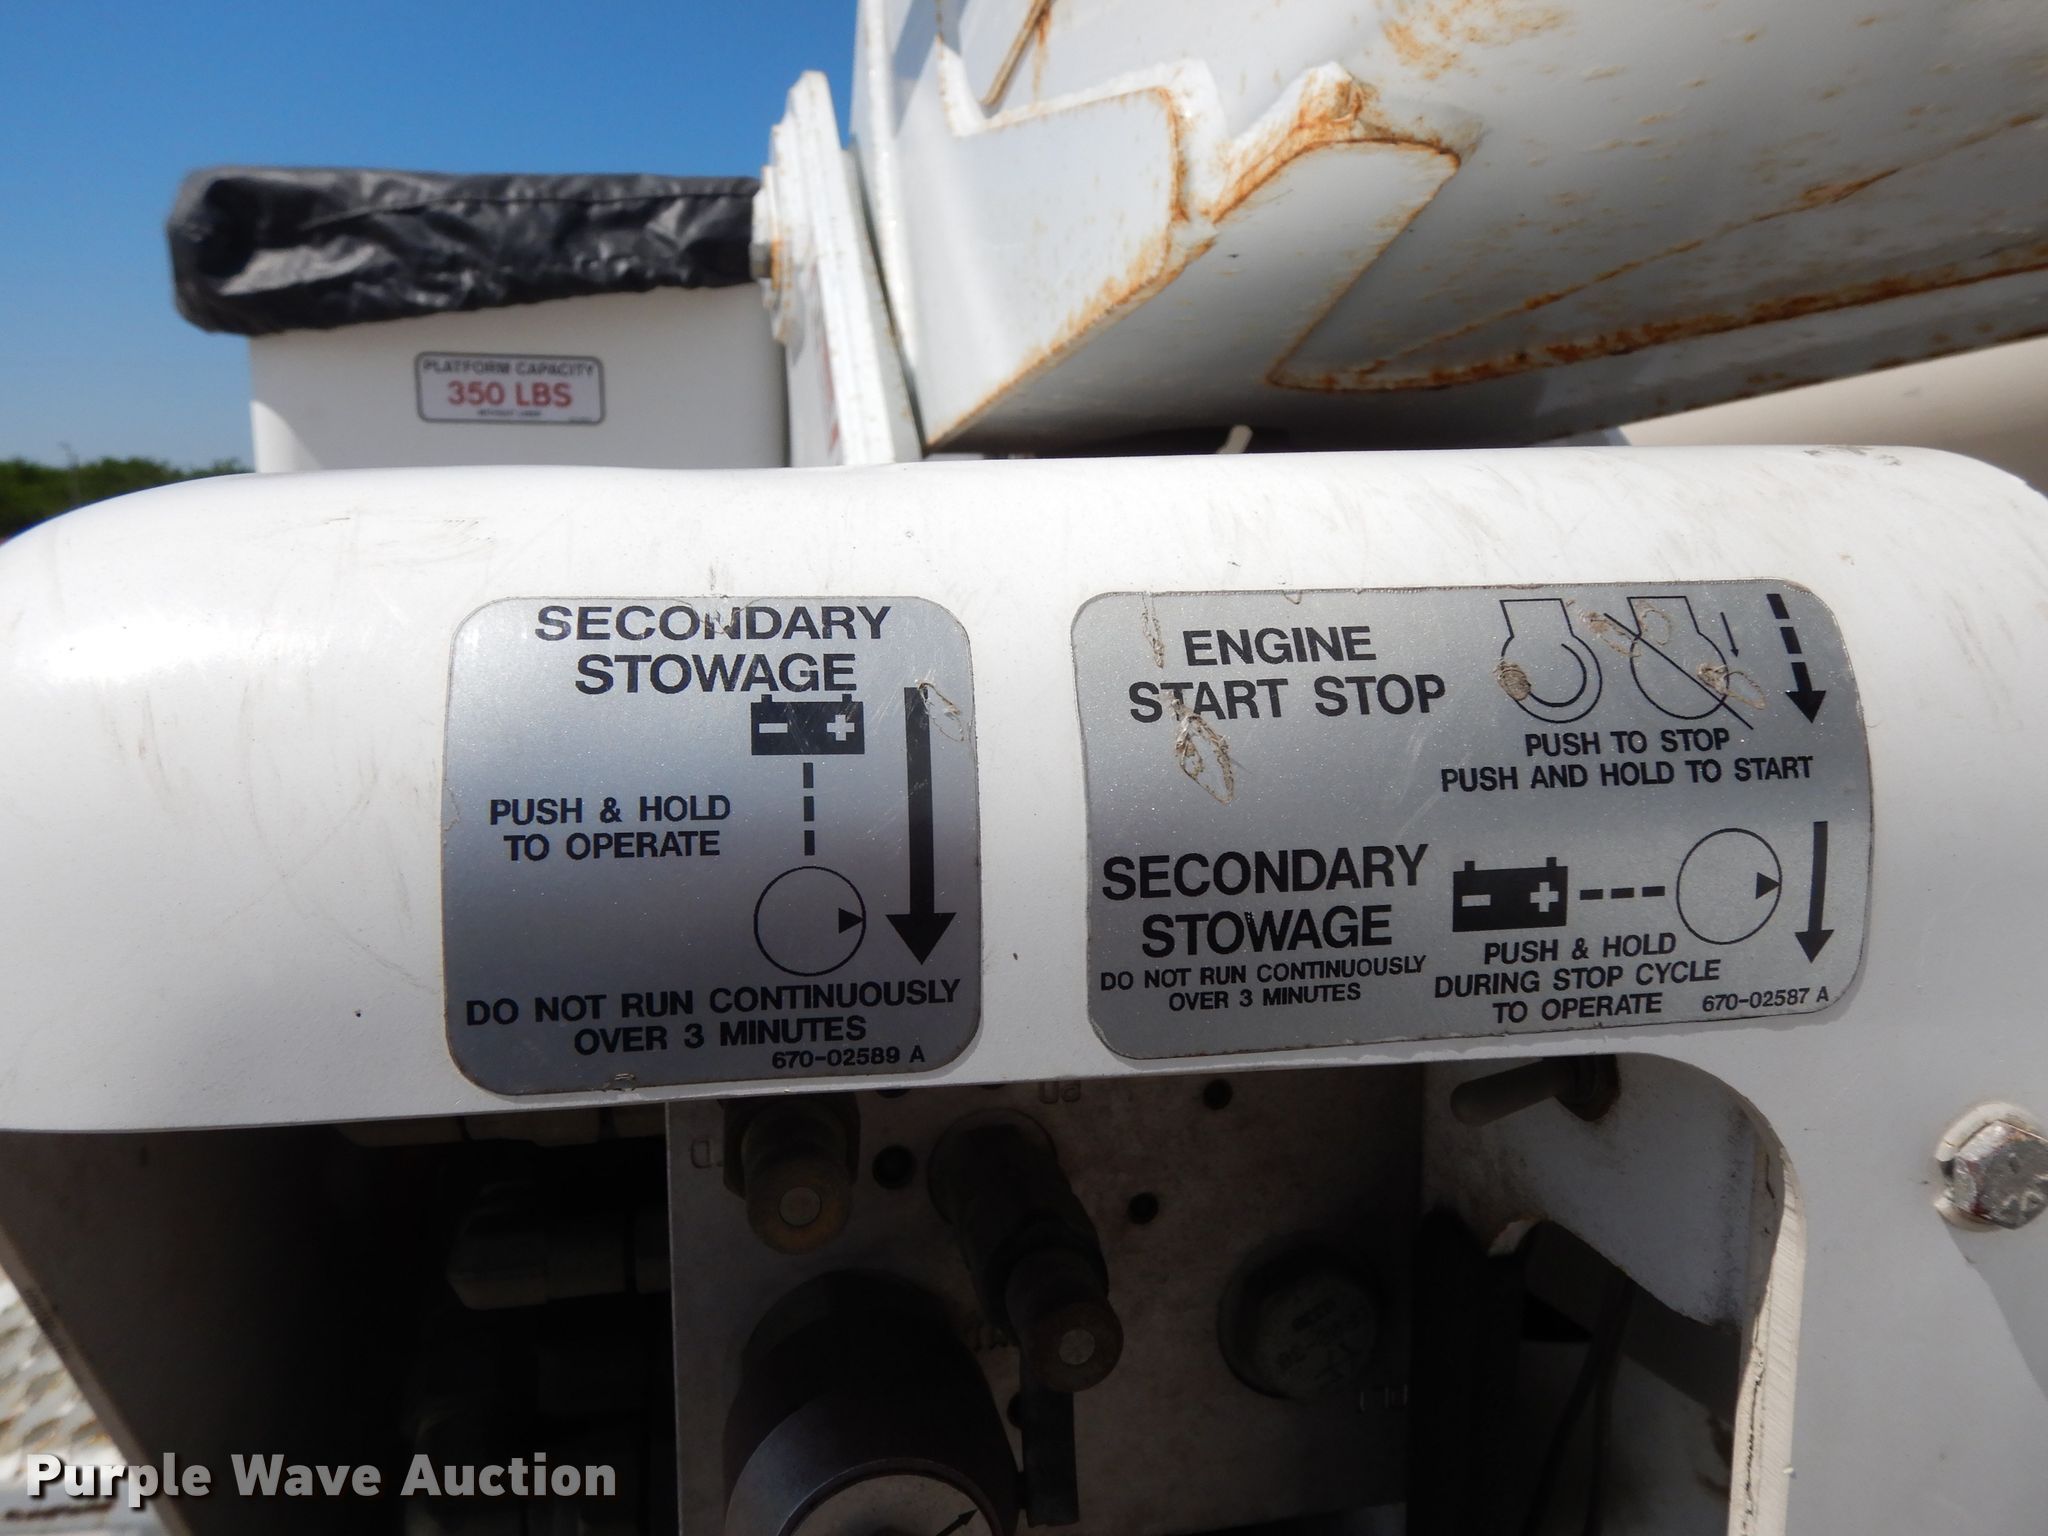 PLATFORM CAPACITY
350 LBS
SECONDARY
STOWAGE
PUSH & HOLD
TO OPERATE
DO NOT RUN CONTINUOUSLY
OVER 3 MINUTES
670-02589 A
ENGINE
START STOP
PUSH TO STOP
PUSH AND HOLD TO START
SECONDARY
STOWAGE
DO NOT RUN CONTINUOUSLY
OVER 3 MINUTES
PUSH & HOLD
DURING STOP CYCLE
TO OPERATE
670-02587 A
Purple Wave Auction